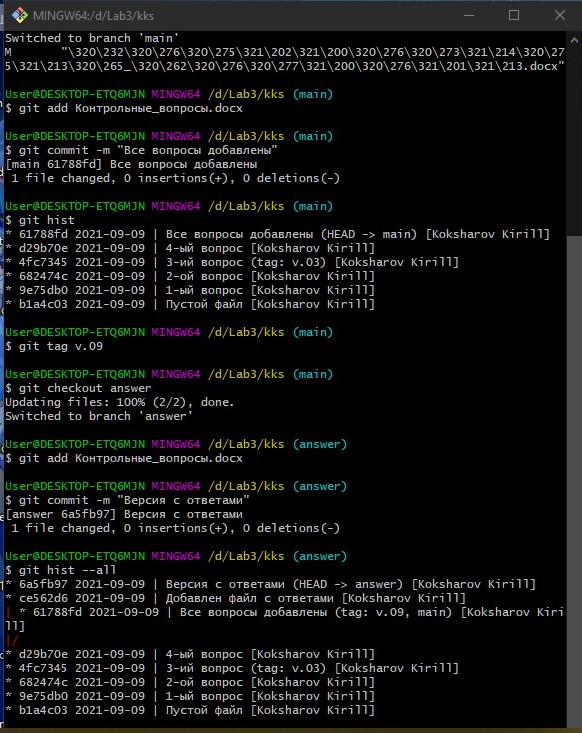 MINGW64:/d/Lab3/kks
Switched to branch 'main'
M       "\320\232\320\276\320\275\321\202\321\200\320\276\320\273\321\214\320\27
5\321\213\320\265_\320\262\320\276\320\277\321\200\320\276\321\201\321\213.docx"
User@DESKTOP-ETQ6MJN MINGW64 /d/Lab3/kks (main)
$ git add Контрольные_вопросы.docx
User@DESKTOP-ETQ6MJN MINGW64 /d/Lab3/kks (main)
$ git commit -m "Все вопросы добавлены"
[main 61788fd] Все вопросы добавлены
 1 file changed, 0 insertions(+), 0 deletions(-)
User@DESKTOP-ETQ6MJN MINGW64 /d/Lab3/kks (main)
$ git hist
* 61788fd 2021-09-09 | Все вопросы добавлены (HEAD -> main) [Koksharov Kirill]
* d29b70e 2021-09-09 | 4-ый вопрос [Koksharov Kirill]
* 4fc7345 2021-09-09 | 3-ий вопрос (tag: v.03) [Koksharov Kirill]
* 682474c 2021-09-09 | 2-ой вопрос [Koksharov Kirill]
* 9e75db0 2021-09-09 | 1-ый вопрос [Koksharov Kirill]
* b1a4c03 2021-09-09 | Пустой файл [Koksharov Kirill]
User@DESKTOP-ETQ6MJN MINGW64 /d/Lab3/kks (main)
$ git tag v.09
User@DESKTOP-ETQ6MJN MINGW64 /d/Lab3/kks (main)
$ git checkout answer
Updating files: 100% (2/2), done.
Switched to branch 'answer'
User@DESKTOP-ETQ6MJN MINGW64 /d/Lab3/kks (answer)
$ git add Контрольные_вопросы.docx
User@DESKTOP-ETQ6MJN MINGW64 /d/Lab3/kks (answer)
$ git commit -m "Версия с ответами"
[answer 6a5fb97] Версия с ответами
 1 file changed, 0 insertions(+), 0 deletions(-)
User@DESKTOP-ETQ6MJN MINGW64 /d/Lab3/kks (answer)
$ git hist --all
* 6a5fb97 2021-09-09 | Версия с ответами (HEAD -> answer) [Koksharov Kirill]
* ce562d6 2021-09-09 | Добавлен файл с ответами [Koksharov Kirill]
| * 61788fd 2021-09-09 | Все вопросы добавлены (tag: v.09, main) [Koksharov Kiri
ll]
|/
* d29b70e 2021-09-09 | 4-ый вопрос [Koksharov Kirill]
* 4fc7345 2021-09-09 | 3-ий вопрос (tag: v.03) [Koksharov Kirill]
* 682474c 2021-09-09 | 2-ой вопрос [Koksharov Kirill]
* 9e75db0 2021-09-09 | 1-ый вопрос [Koksharov Kirill]
* b1a4c03 2021-09-09 | Пустой файл [Koksharov Kirill]